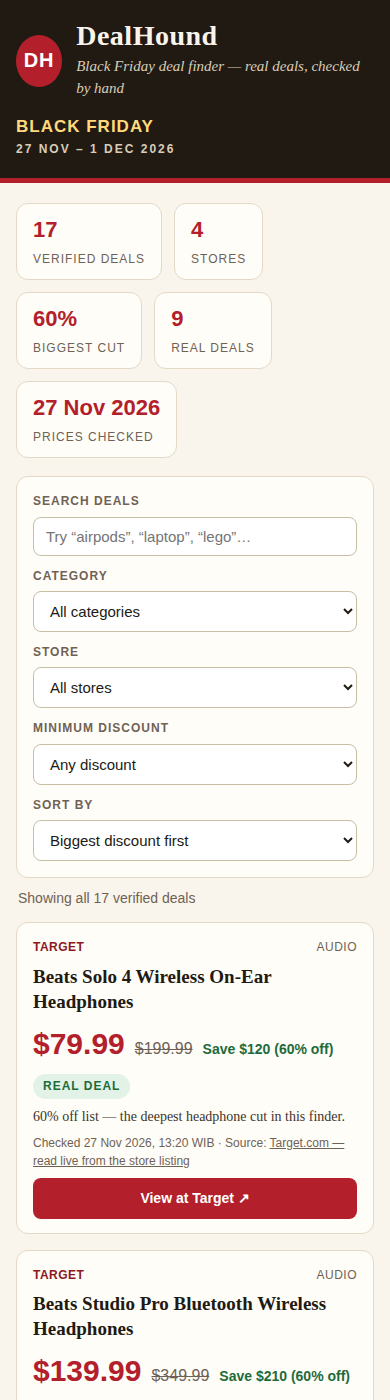 DH
DealHound
Black Friday deal finder — real deals, checked
by hand
BLACK FRIDAY
27 NOV – 1 DEC 2026
17
VERIFIED DEALS
4
STORES
60%
BIGGEST CUT
9
REAL DEALS
27 Nov 2026
PRICES CHECKED
SEARCH DEALS
Try “airpods”, “laptop”, “lego”…
CATEGORY
All categories
STORE
All stores
MINIMUM DISCOUNT
Any discount
SORT BY
Biggest discount first
Showing all 17 verified deals
TARGET AUDIO
Beats Solo 4 Wireless On-Ear
Headphones
$79.99 $199.99 Save $120 (60% off)
REAL DEAL
60% off list — the deepest headphone cut in this finder.
Checked 27 Nov 2026, 13:20 WIB · Source: Target.com —
read live from the store listing
View at Target ↗
TARGET AUDIO
Beats Studio Pro Bluetooth Wireless
Headphones
$139.99 $349.99 Save $210 (60% off)